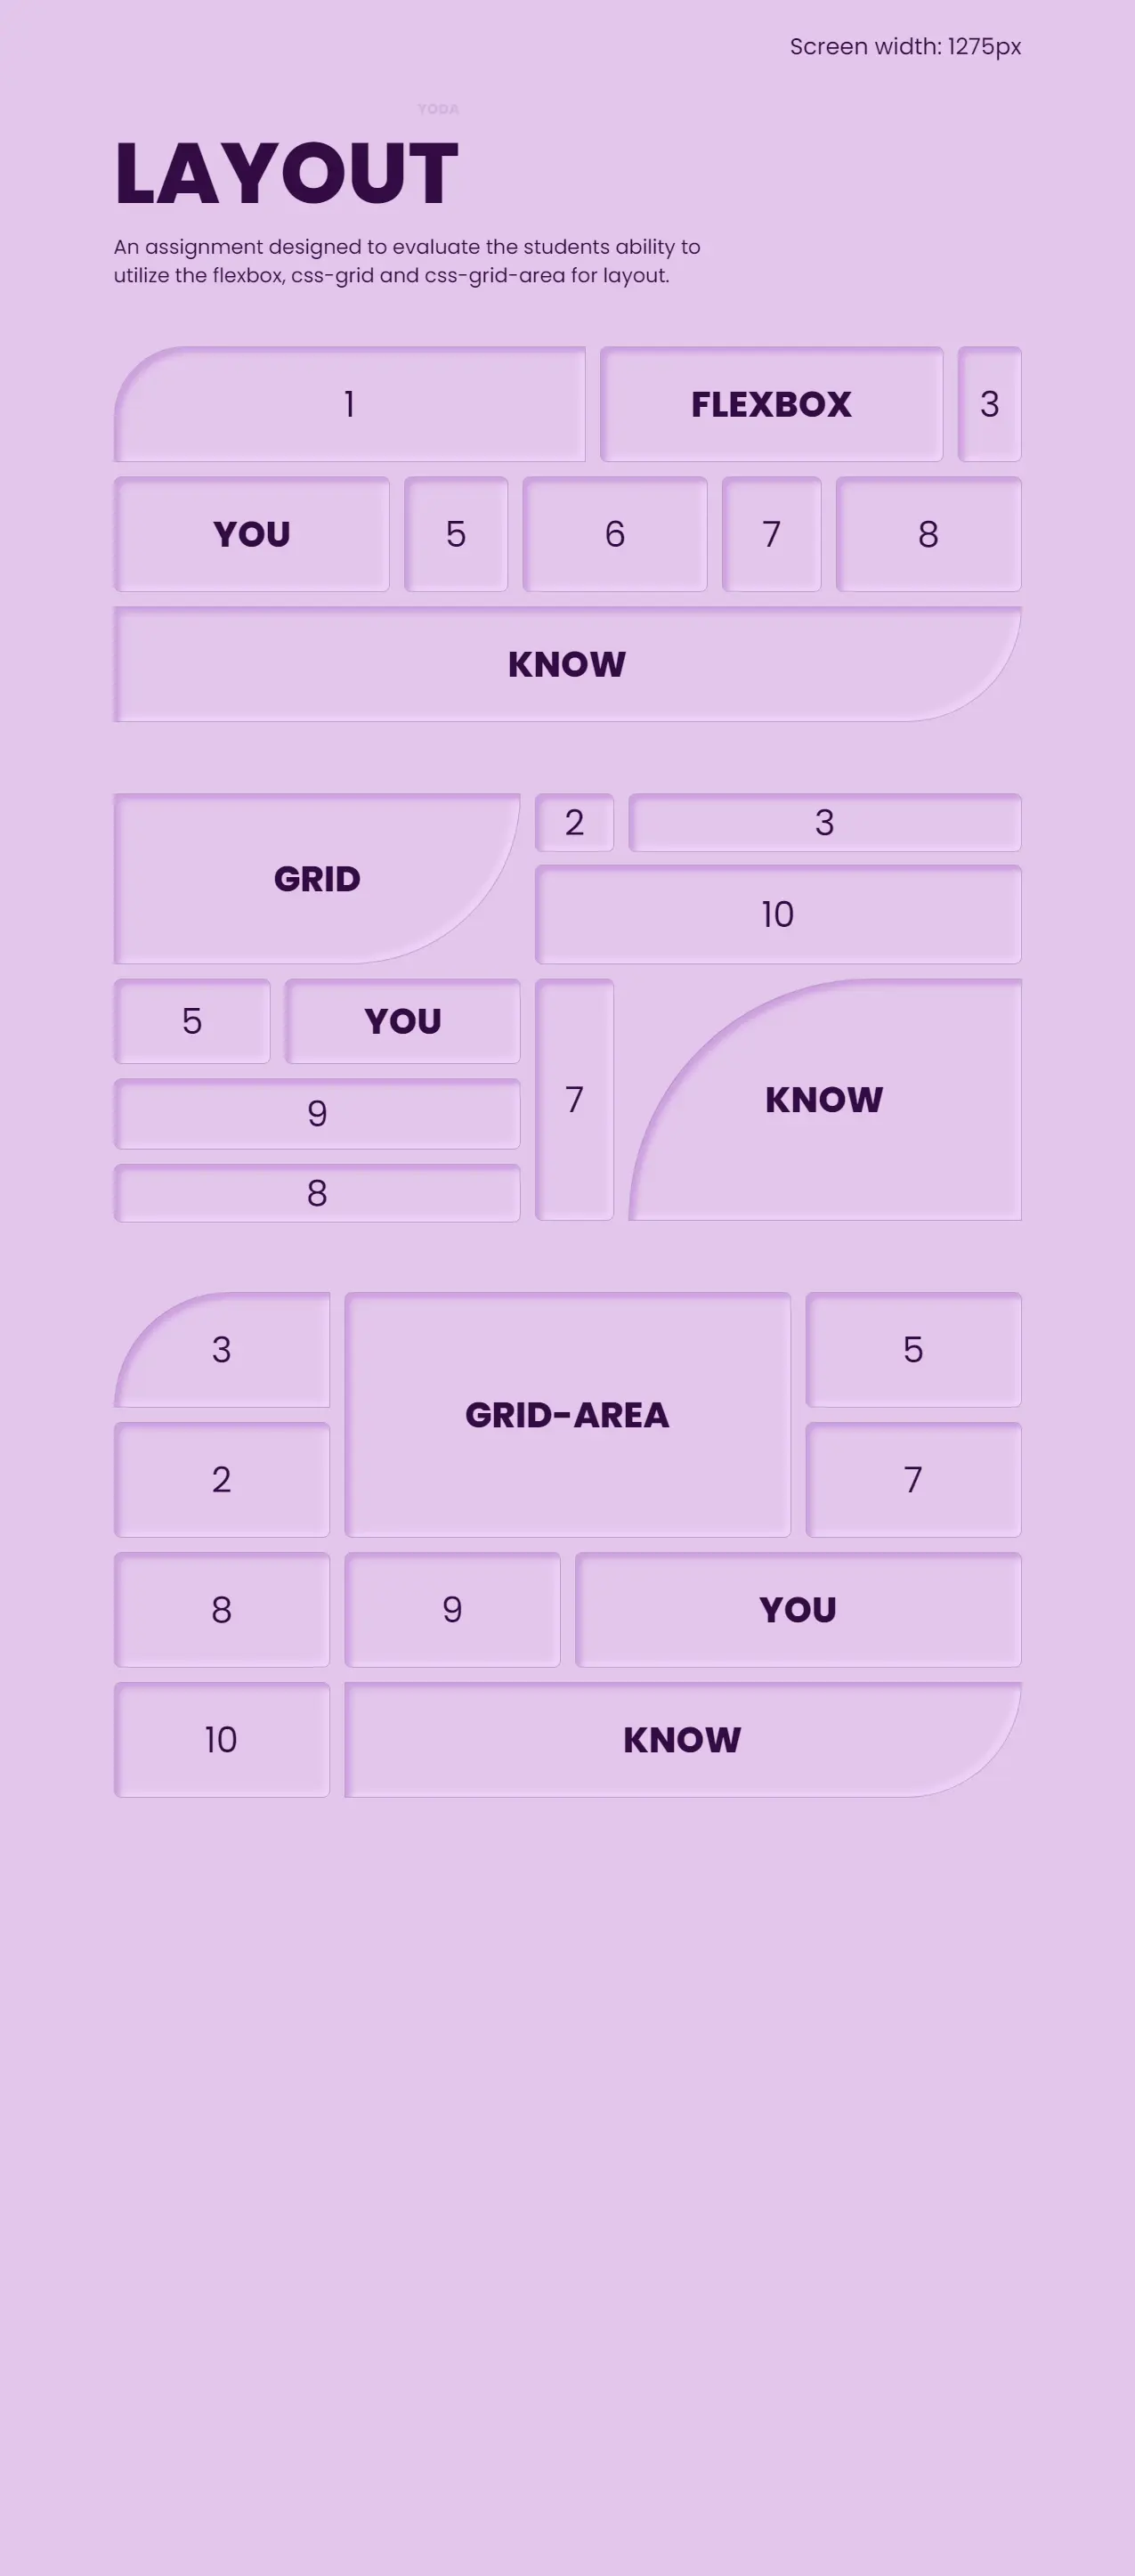 Screen width: 1275px
YODA
LAYOUT
An assignment designed to evaluate the students ability to
utilize the flexbox, css-grid and css-grid-area for layout.
1
FLEXBOX
3
YOU
5
6
7
8
KNOW
GRID
2
3
10
5
YOU
7
KNOW
9
8
3
GRID-AREA
5
2
7
8
9
YOU
10
KNOW